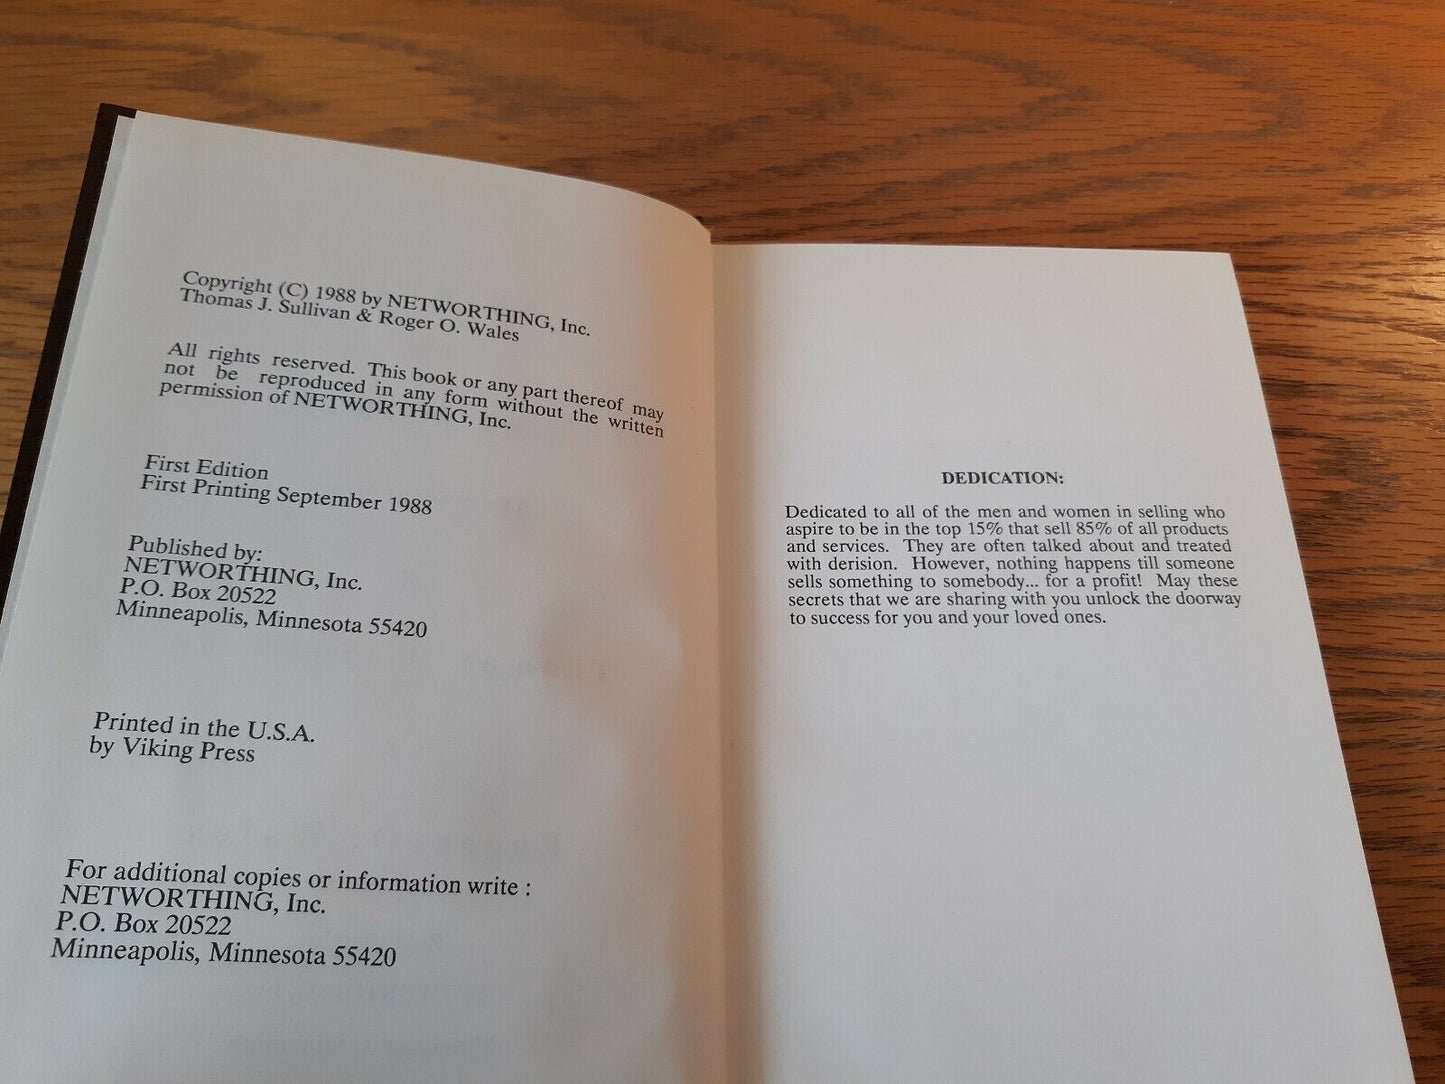 Copyright (C) 1988 by NETWORTHING, Inc.
Thomas J. Sullivan & Roger O. Wales
All rights reserved. This book or any part thereof may
not be reproduced in any form without the written
permission of NETWORTHING, Inc.
First Edition
First Printing September 1988
Published by:
NETWORTHING, Inc.
P.O. Box 20522
Minneapolis, Minnesota 55420
Printed in the U.S.A.
by Viking Press
For additional copies or information write :
NETWORTHING, Inc.
P.O. Box 20522
Minneapolis, Minnesota 55420
DEDICATION:
Dedicated to all of the men and women in selling who
aspire to be in the top 15% that sell 85% of all products
and services. They are often talked about and treated
with derision. However, nothing happens till someone
sells something to somebody... for a profit! May these
secrets that we are sharing with you unlock the doorway
to success for you and your loved ones.